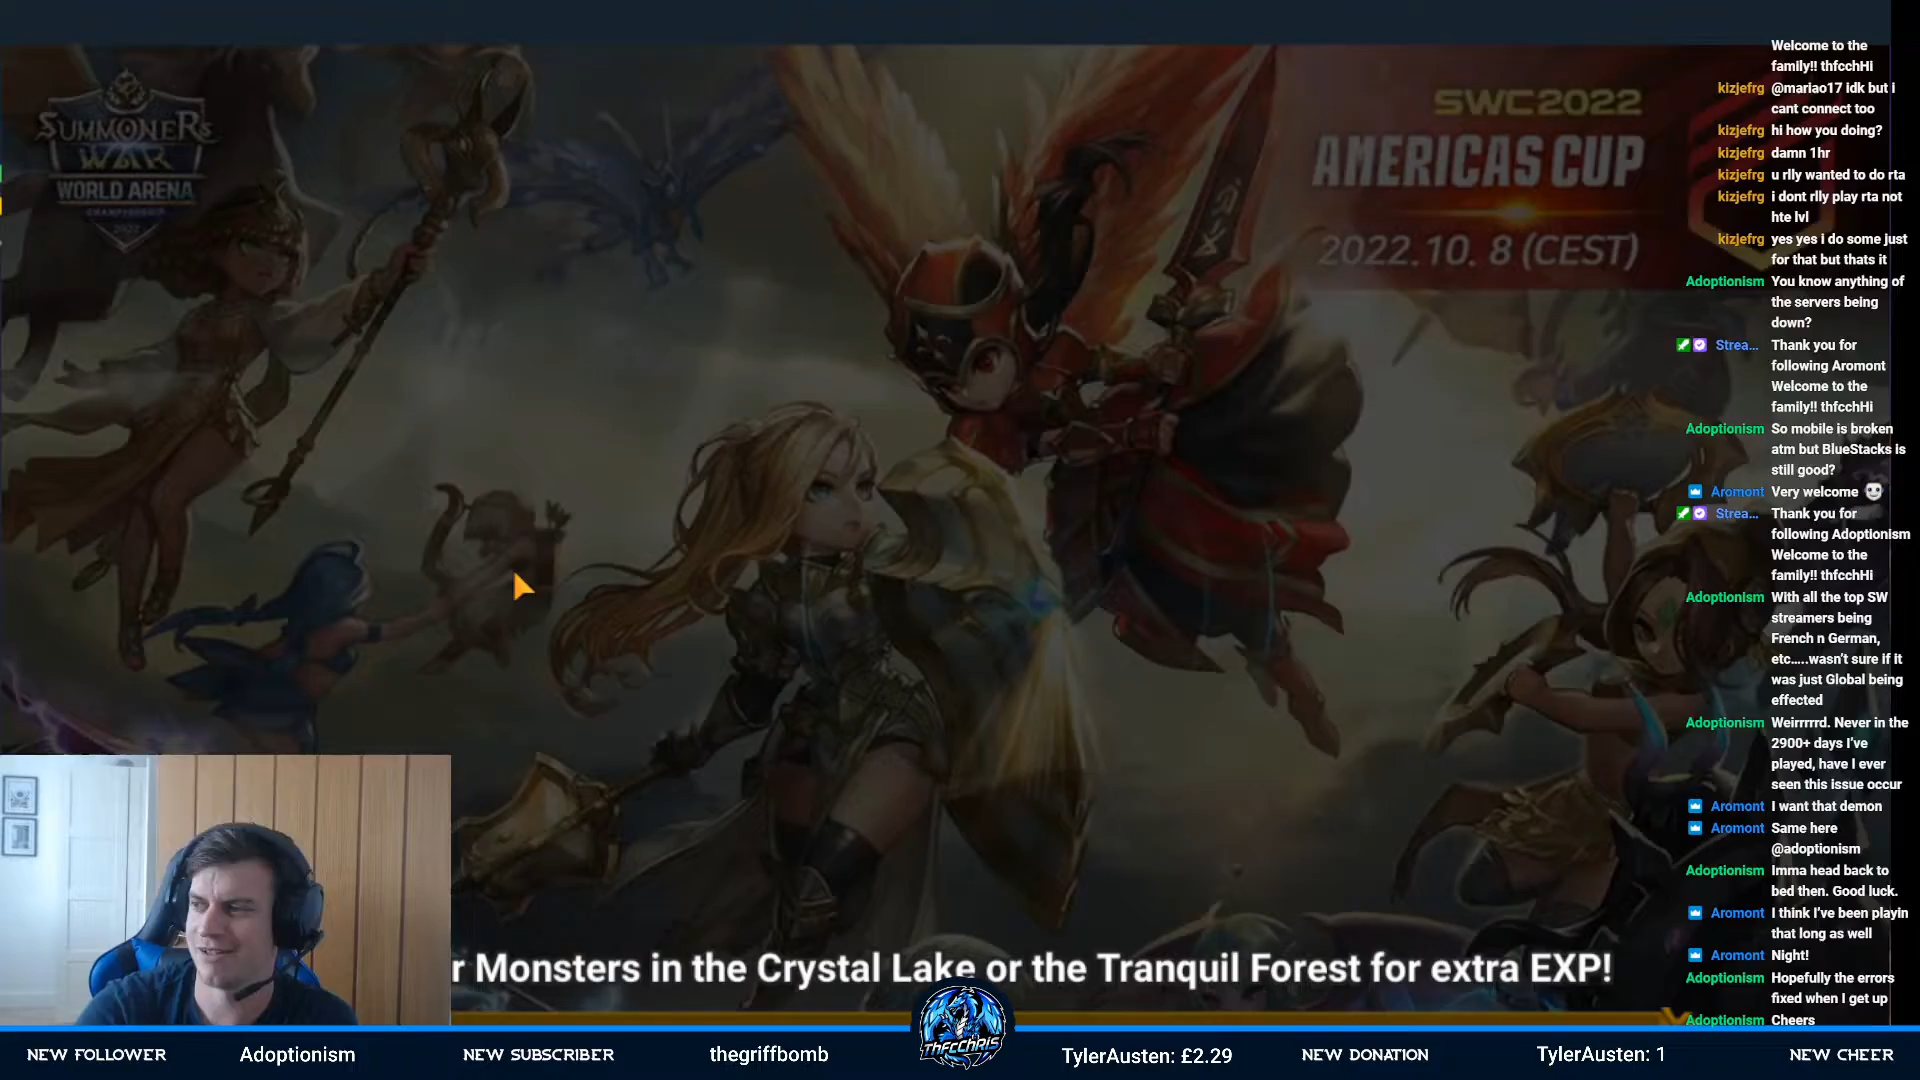 SUMMONERS
WAR
WORLD ARENA
CHAMPIONSHIP
2022
SWC2022
AMERICAS CUP
2022.10. 8 (CEST)
Welcome to the
family!! thfcchHi
kizjefrg @mariao17 idk but i
cant connect too
kizjefrg hi how you doing?
kizjefrg damn 1hr
kizjefrg u rlly wanted to do rta
kizjefrg i dont rlly play rta not
hte lvl
kizjefrg yes yes i do some just
for that but thats it
Adoptionism You know anything of
the servers being
down?
Strea... Thank you for
following Aromont
Welcome to the
family!! thfcchHi
Adoptionism So mobile is broken
atm but BlueStacks is
still good?
Aromont Very welcome
Strea... Thank you for
following Adoptionism
Welcome to the
family!! thfcchHi
Adoptionism With all the top SW
streamers being
French n German,
etc.....wasn't sure if it
was just Global being
effected
Adoptionism Weirrrrrd. Never in the
2900+ days I've
played, have I ever
seen this issue occur
Aromont I want that demon
Aromont Same here
@adoptionism
Adoptionism Imma head back to
bed then. Good luck.
Aromont I think I've been playin
that long as well
Aromont Night!
Adoptionism Hopefully the errors
fixed when I get up
Adoptionism Cheers
r Monsters in the Crystal Lake or the Tranquil Forest for extra EXP!
THFCCHRIS
NEW FOLLOWER Adoptionism NEW SUBSCRIBER thegriffbomb TylerAusten: £2.29 NEW DONATION TylerAusten: 1 NEW CHEER